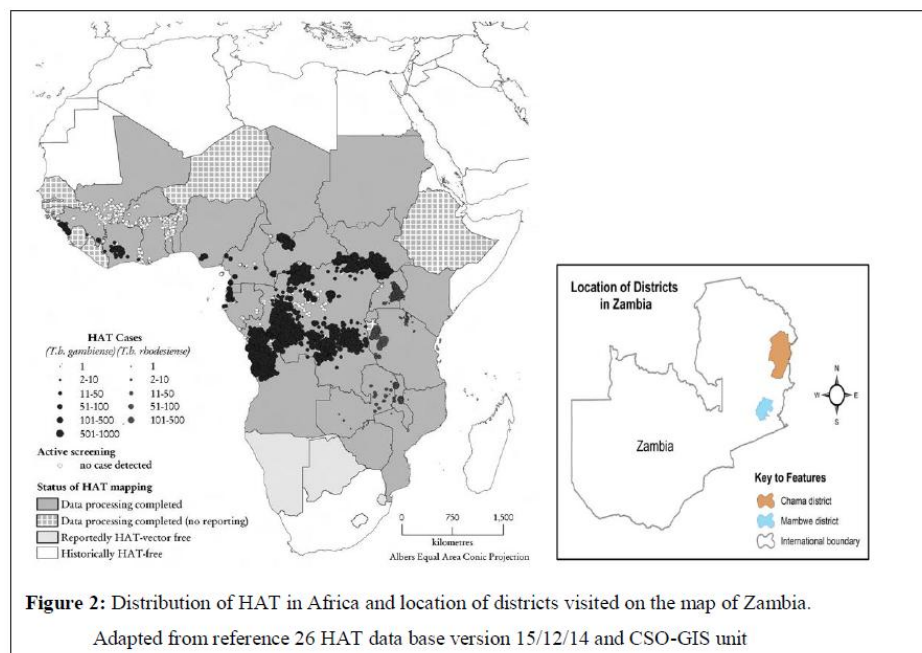 HAT Cases
(T.b. gambiense) (T.b. rhodesiense)
1 1
2-10 2-10
11-50 11-50
51-100 51-100
101-500 101-500
501-1000
Active screening
no case detected
Status of HAT mapping
Data processing completed
Data processing completed (no reporting)
Reportedly HAT-vector free
Historically HAT-free
0 750 1,500
kilometres
Albers Equal Area Conic Projection
Location of Districts
in Zambia
N
W E
S
Zambia
Key to Features
Chama district
Mambwe district
International boundary
Figure 2: Distribution of HAT in Africa and location of districts visited on the map of Zambia.
Adapted from reference 26 HAT data base version 15/12/14 and CSO-GIS unit